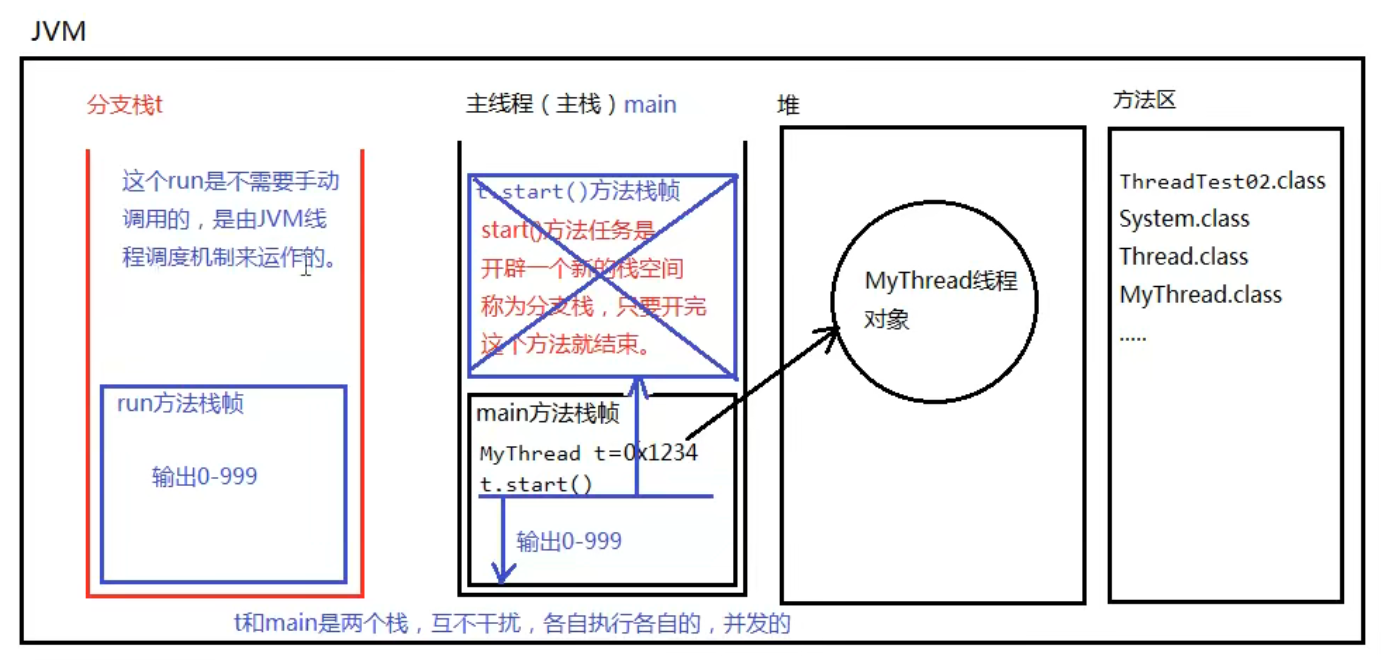 JVM
分支栈t
这个run是不需要手动
调用的，是由JVM线
程调度机制来运作的。
run方法栈帧
输出0-999
主线程（主栈）main
t.start()方法栈帧
start()方法任务是
开辟一个新的栈空间
称为分支栈，只要开完
这个方法就结束。
main方法栈帧
MyThread t=0x1234
t.start()
输出0-999
堆
MyThread线程
对象
方法区
ThreadTest02.class
System.class
Thread.class
MyThread.class
.....
t和main是两个栈，互不干扰，各自执行各自的，并发的